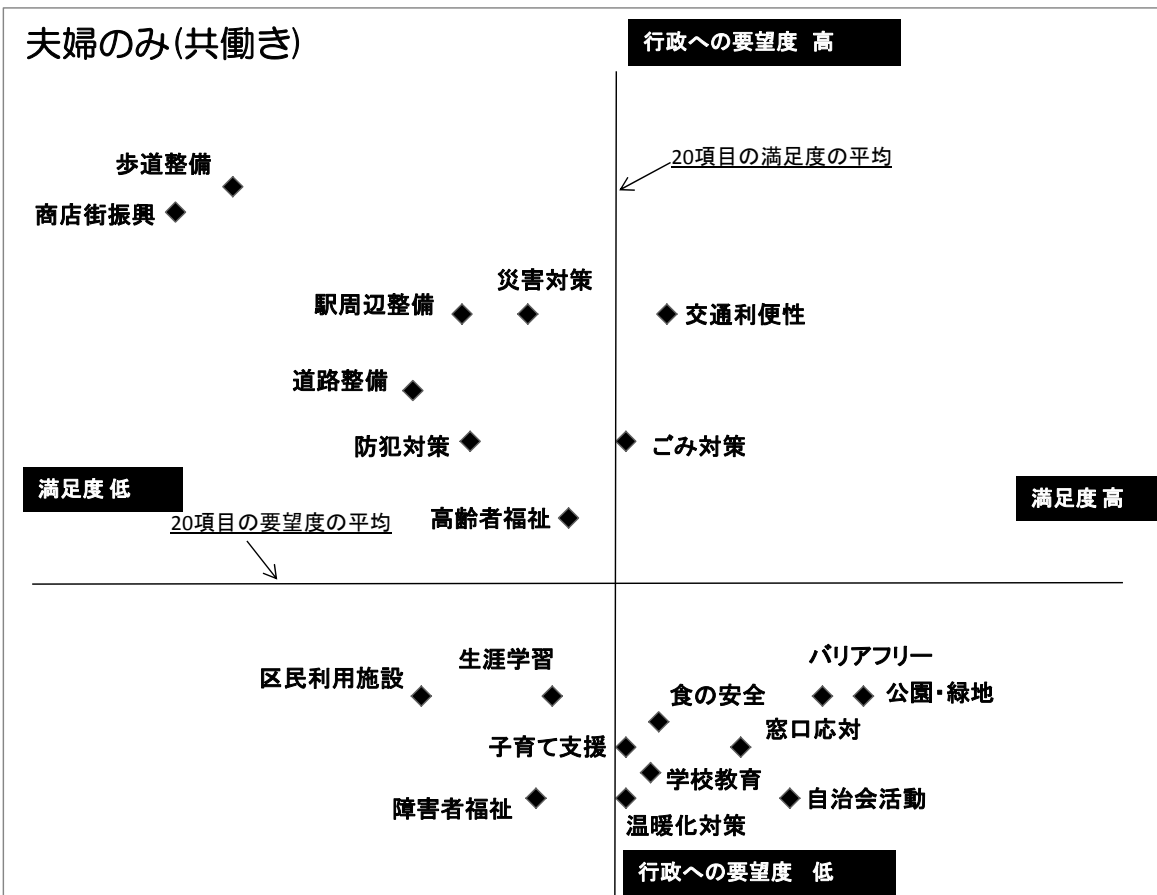 夫婦のみ(共働き)
行政への要望度 高
20項目の満足度の平均
歩道整備
商店街振興
災害対策
駅周辺整備
交通利便性
道路整備
防犯対策
ごみ対策
満足度 低
満足度 高
20項目の要望度の平均
高齢者福祉
生涯学習
バリアフリー
区民利用施設
食の安全
公園・緑地
窓口応対
子育て支援
学校教育
障害者福祉
自治会活動
温暖化対策
行政への要望度 低